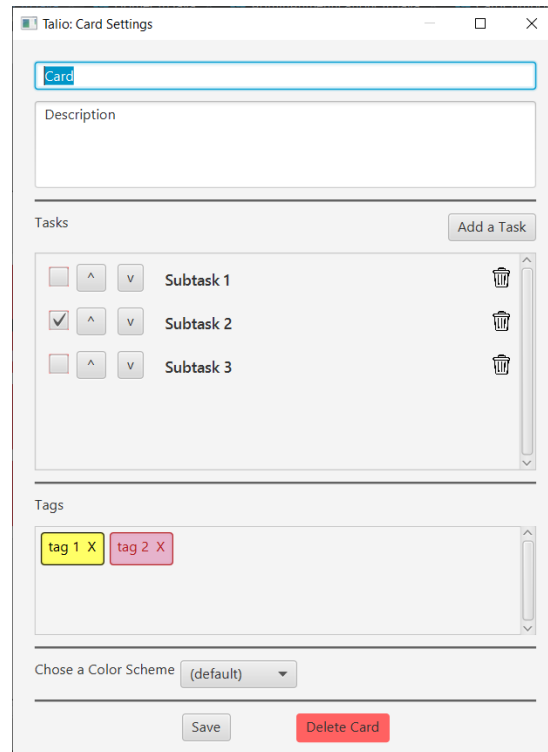 Talio: Card Settings
Card
Description
Tasks
Add a Task
^ v Subtask 1
^ v Subtask 2
^ v Subtask 3
Tags
tag 1 X tag 2 X
Chose a Color Scheme (default)
Save Delete Card